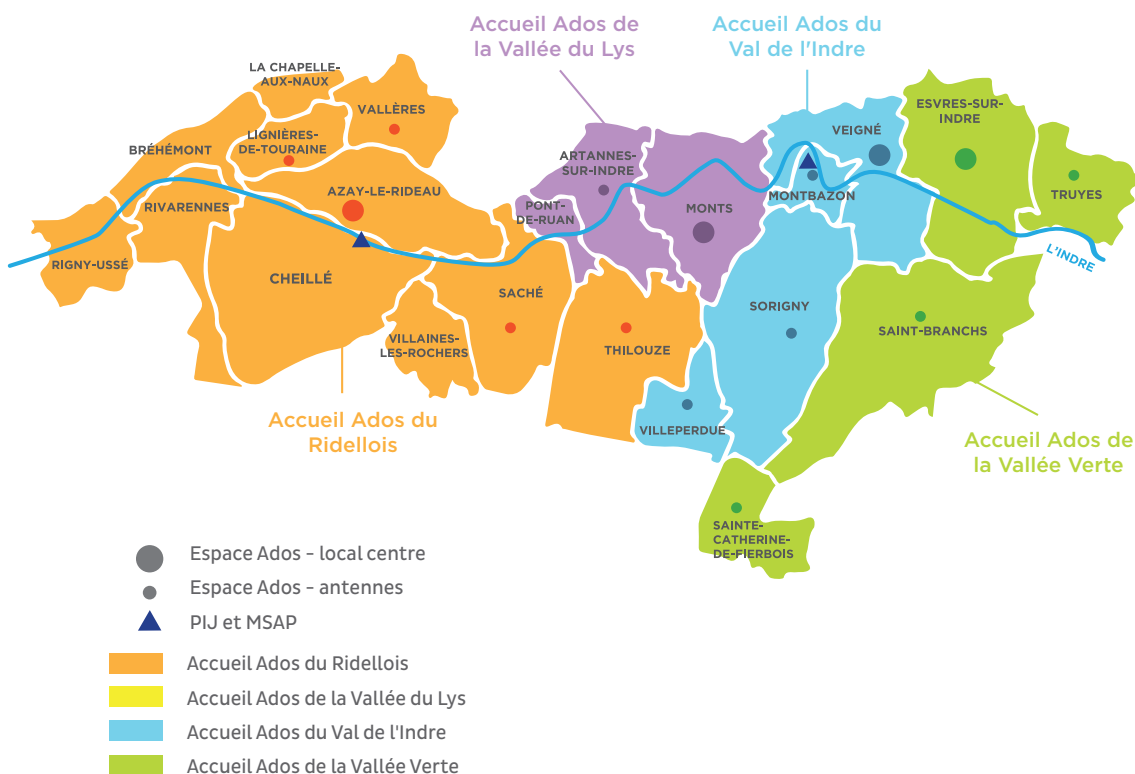 Accueil Ados de
la Vallée du Lys
Accueil Ados du
Val de l'Indre
LA CHAPELLE-
AUX-NAUX
VALLÈRES
LIGNIÈRES-
DE-TOURAINE
BRÉHÉMONT
AZAY-LE-RIDEAU
RIVARENNES
RIGNY-USSÉ
CHEILLÉ
VILLAINES-
LES-ROCHERS
SACHÉ
ARTANNES-
SUR-INDRE
PONT-
DE-RUAN
MONTS
THILOUZE
VEIGNÉ
MONTBAZON
SORIGNY
VILLEPERDUE
ESVRES-SUR-
INDRE
TRUYES
L'INDRE
SAINT-BRANCHS
SAINTE-
CATHERINE-
DE-FIERBOIS
Accueil Ados du
Ridellois
Accueil Ados de
la Vallée Verte
Espace Ados - local centre
Espace Ados - antennes
PIJ et MSAP
Accueil Ados du Ridellois
Accueil Ados de la Vallée du Lys
Accueil Ados du Val de l'Indre
Accueil Ados de la Vallée Verte